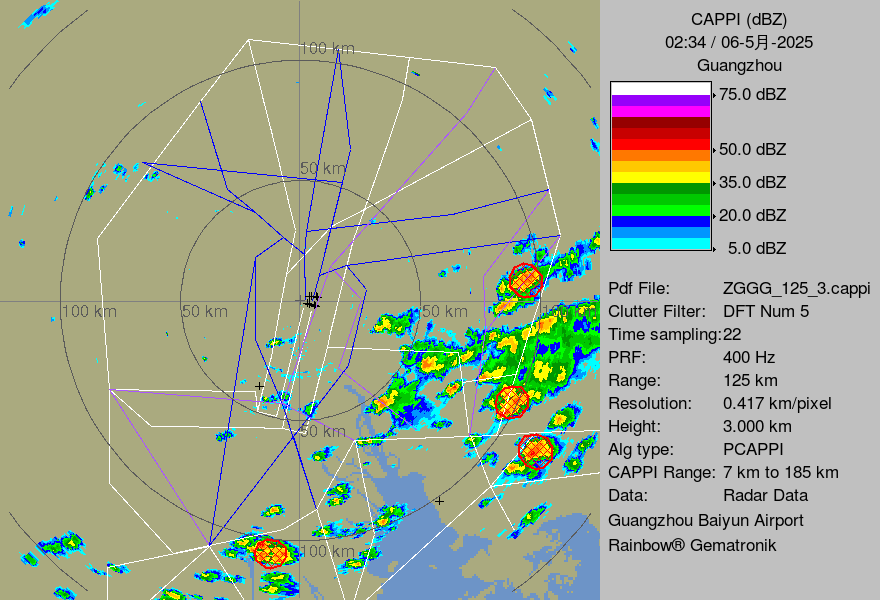 100 km
50 km
100 km
50 km
50 km
50 km
100 km
CAPPI (dBZ)
02:34 / 06-5月-2025
Guangzhou
75.0 dBZ
50.0 dBZ
35.0 dBZ
20.0 dBZ
5.0 dBZ
Pdf File: ZGGG_125_3.cappi
Clutter Filter: DFT Num 5
Time sampling:22
PRF: 400 Hz
Range: 125 km
Resolution: 0.417 km/pixel
Height: 3.000 km
Alg type: PCAPPI
CAPPI Range: 7 km to 185 km
Data: Radar Data
Guangzhou Baiyun Airport
Rainbow® Gematronik